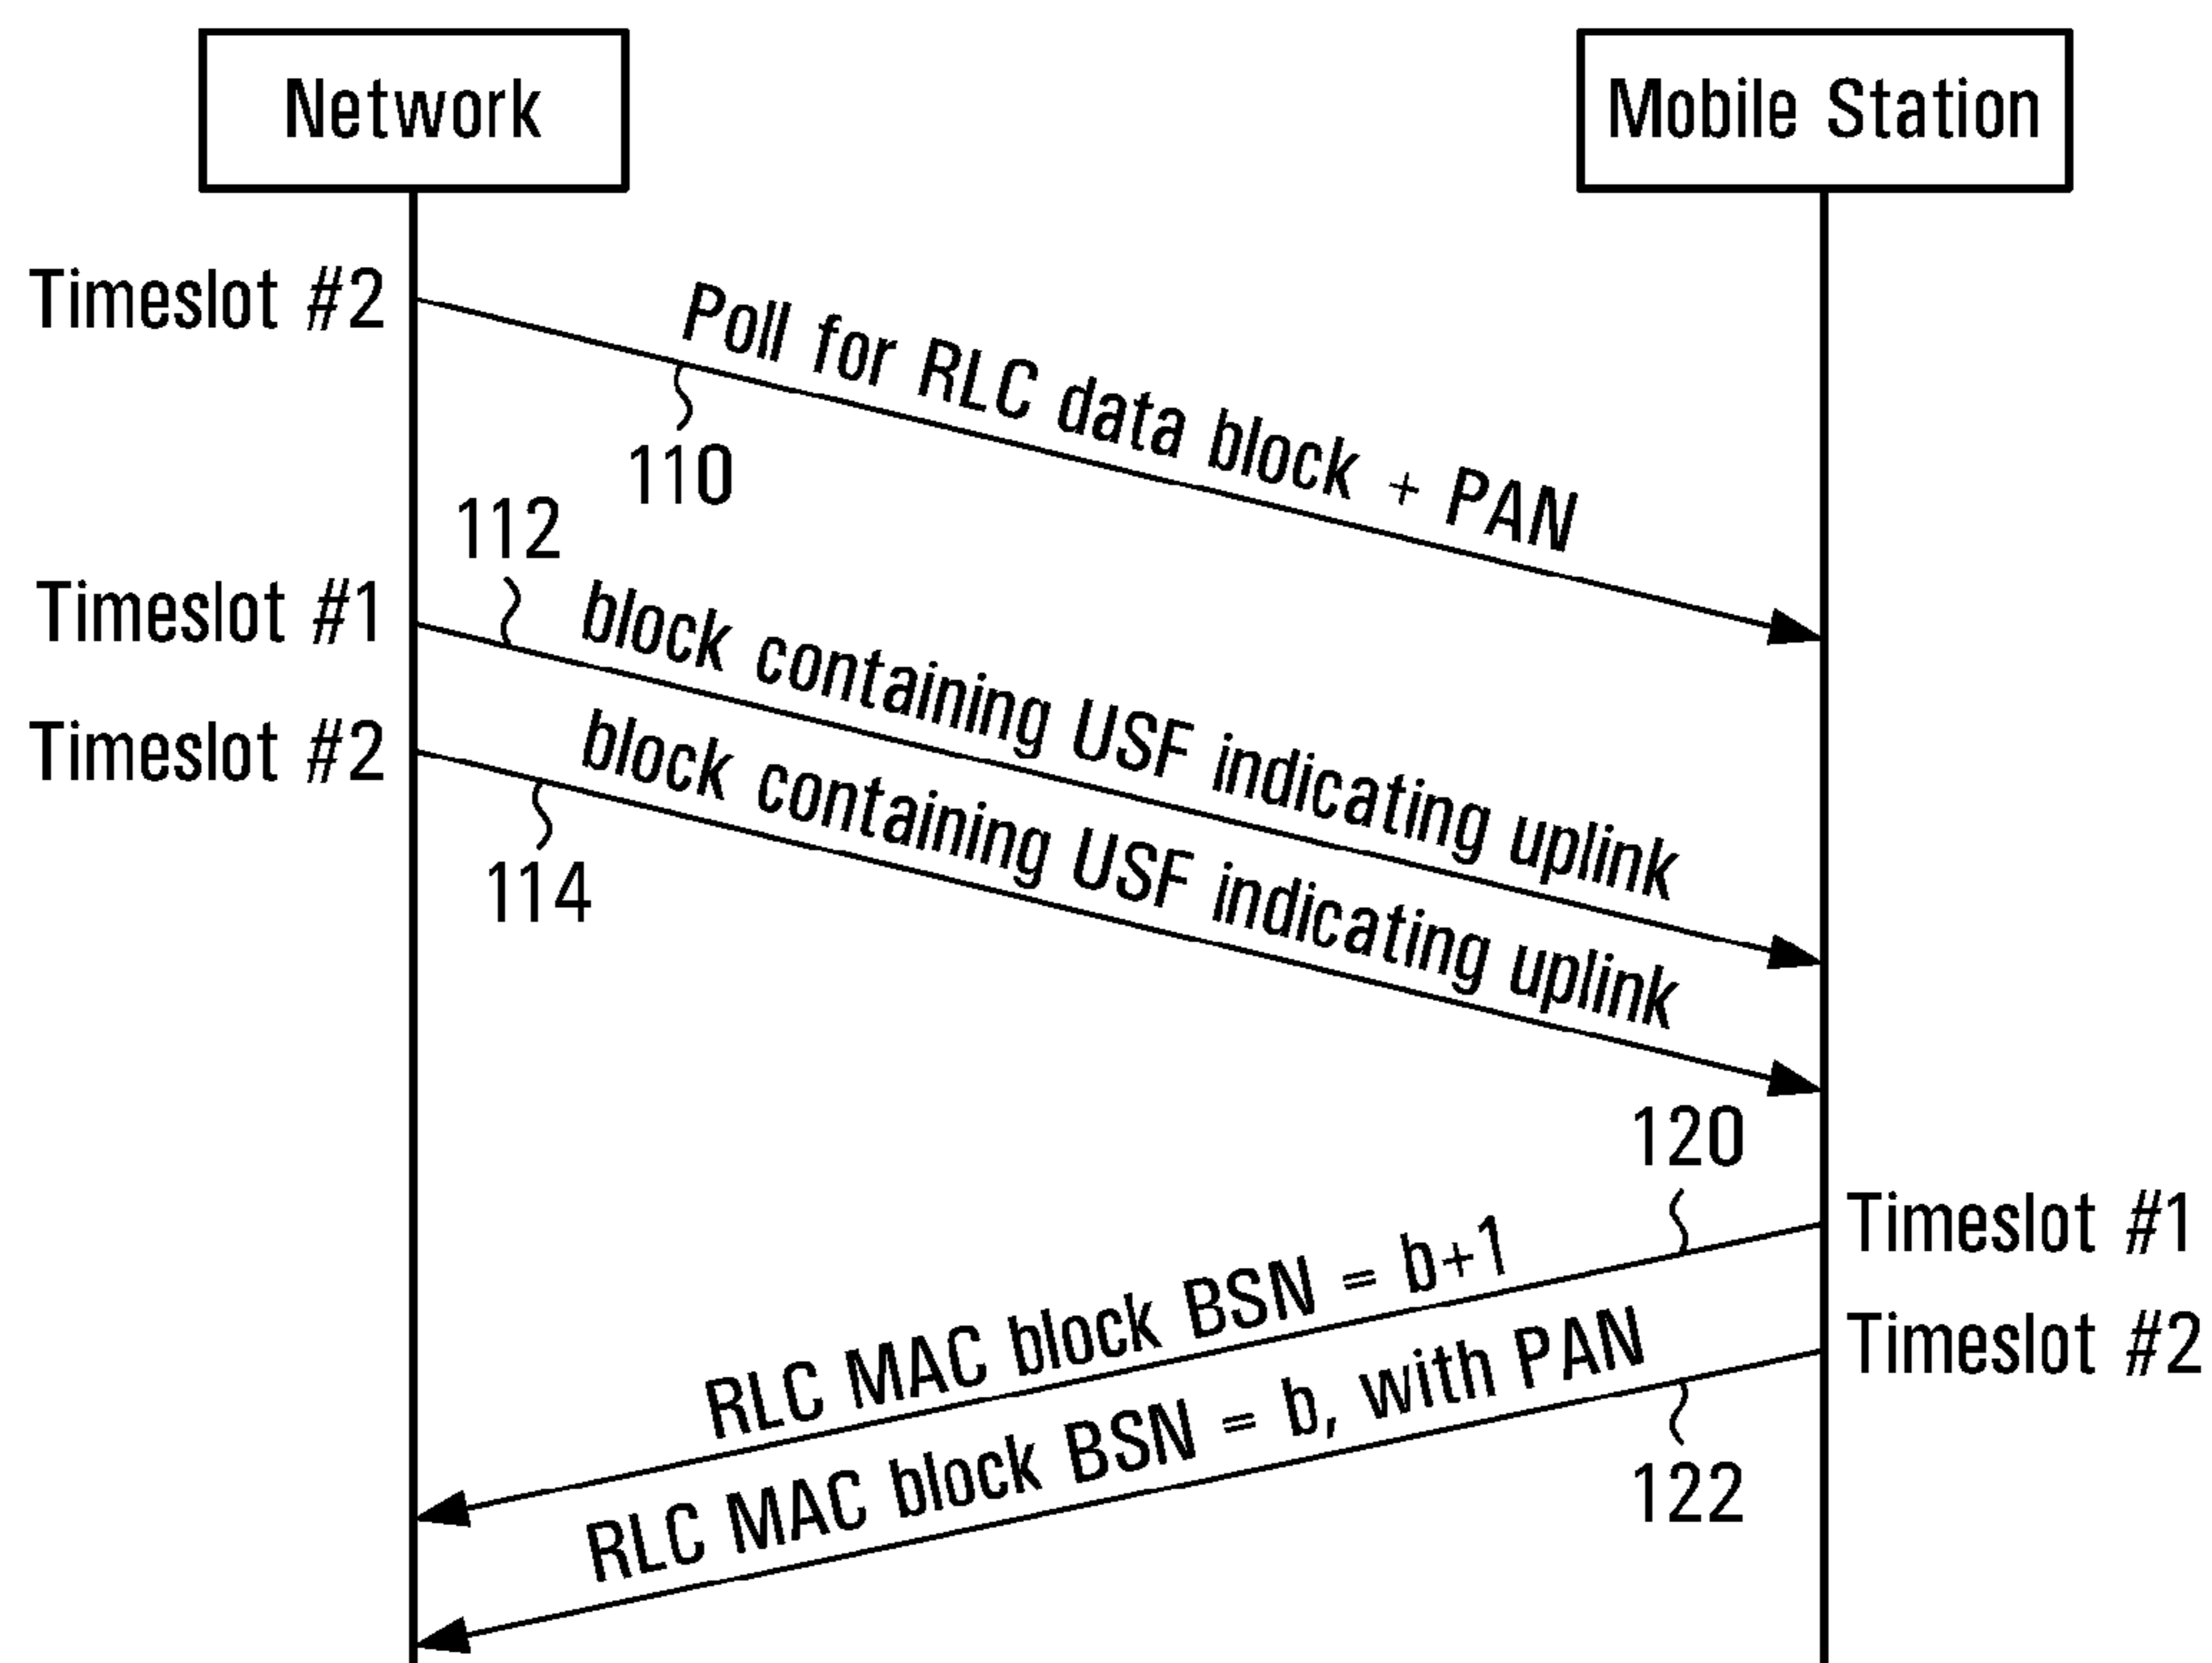 Network
Mobile Station
Timeslot #2
Poll for RLC data block + PAN
110
112
Timeslot #1
block containing USF indicating uplink
Timeslot #2
block containing USF indicating uplink
114
120
Timeslot #1
RLC MAC block BSN = b+1
Timeslot #2
RLC MAC block BSN = b, with PAN
122